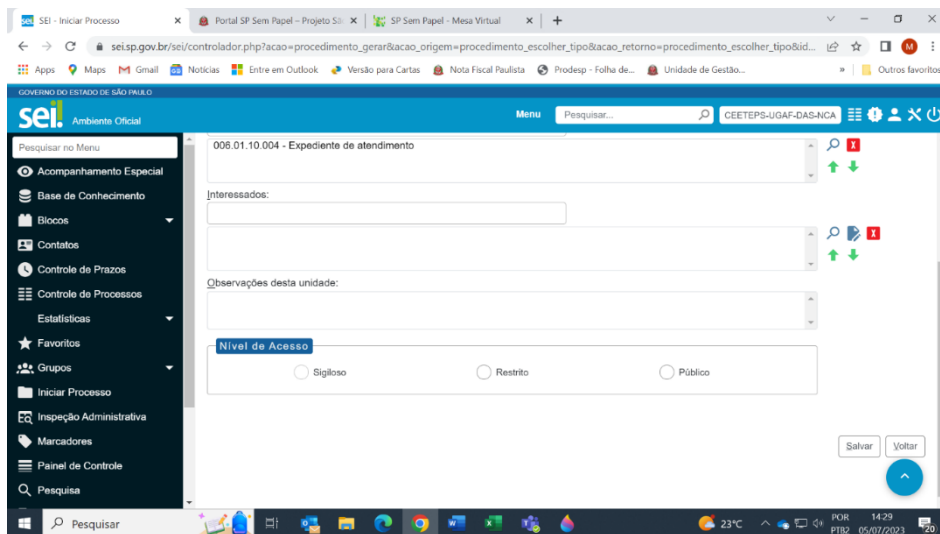 SEI - Iniciar Processo
Portal SP Sem Papel – Projeto Sã
SP Sem Papel - Mesa Virtual
sei.sp.gov.br/sei/controlador.php?acao=procedimento_gerar&acao_origem=procedimento_escolher_tipo&acao_retorno=procedimento_escolher_tipo&id...
M
Apps Maps Gmail Notícias Entre em Outlook Versão para Cartas Nota Fiscal Paulista Prodesp - Folha de... Unidade de Gestão... » Outros favoritos
GOVERNO DO ESTADO DE SÃO PAULO
sei! Ambiente Oficial Menu Pesquisar... CEETEPS-UGAF-DAS-NCA
Pesquisar no Menu
Acompanhamento Especial
Base de Conhecimento
Blocos
Contatos
Controle de Prazos
Controle de Processos
Estatísticas
Favoritos
Grupos
Iniciar Processo
Inspeção Administrativa
Marcadores
Painel de Controle
Pesquisa
006.01.10.004 - Expediente de atendimento
Interessados:
Observações desta unidade:
Nível de Acesso
Sigiloso Restrito Público
Salvar Voltar
Pesquisar 23°C POR 14:29
PTB2 05/07/2023 20